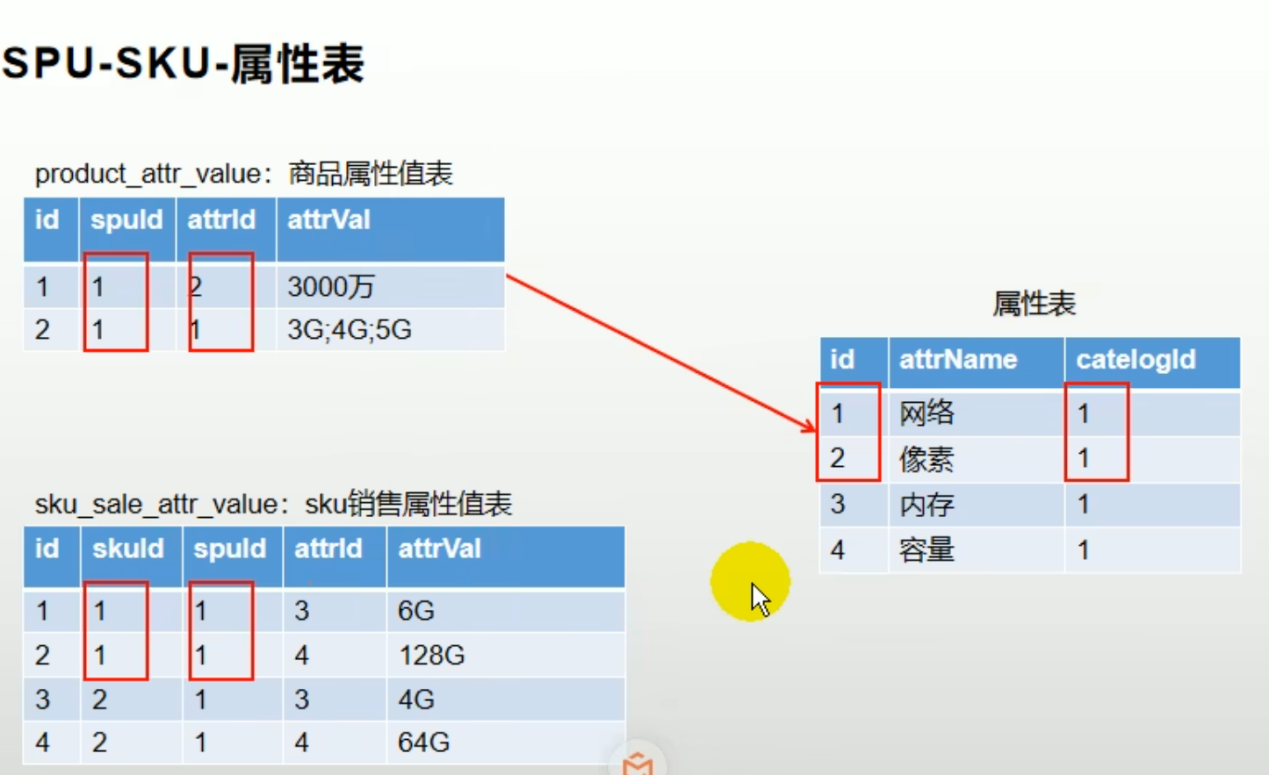 SPU-SKU-属性表
product_attr_value：商品属性值表
id spuId attrId attrVal
1 1 2 3000万
2 1 1 3G;4G;5G
属性表
id attrName catelogId
1 网络 1
2 像素 1
3 内存 1
4 容量 1
sku_sale_attr_value：sku销售属性值表
id skuId spuId attrId attrVal
1 1 1 3 6G
2 1 1 4 128G
3 2 1 3 4G
4 2 1 4 64G